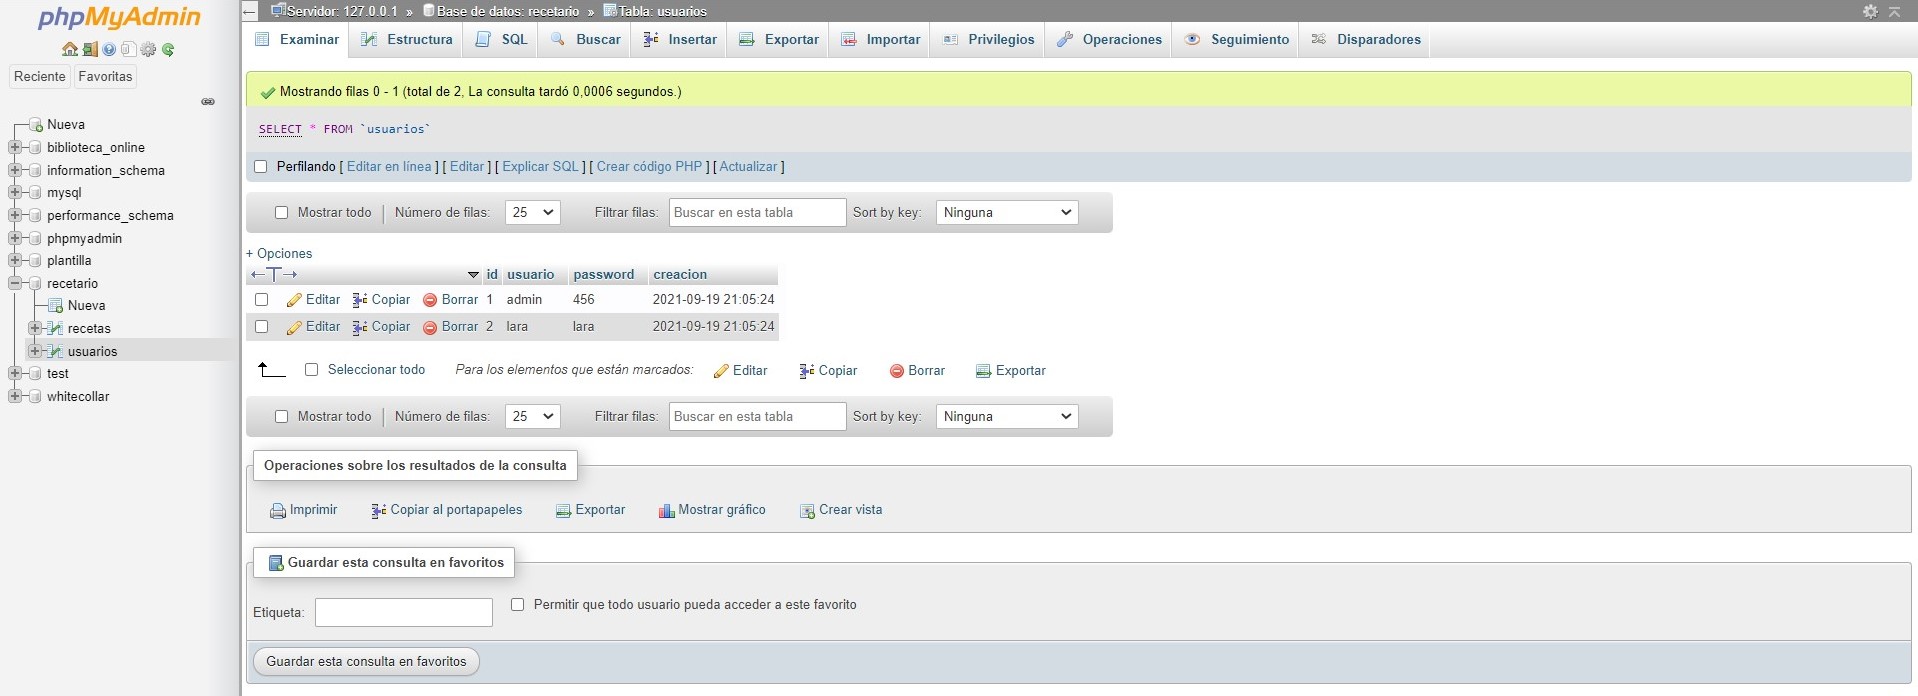 phpMyAdmin
Servidor: 127.0.0.1 » Base de datos: recetario » Tabla: usuarios
Examinar Estructura SQL Buscar Insertar Exportar Importar Privilegios Operaciones Seguimiento Disparadores
Reciente Favoritas
Nueva
biblioteca_online
information_schema
mysql
performance_schema
phpmyadmin
plantilla
recetario
Nueva
recetas
usuarios
test
whitecollar
Mostrando filas 0 - 1 (total de 2, La consulta tardó 0,0006 segundos.)
SELECT * FROM `usuarios`
Perfilando [ Editar en línea ] [ Editar ] [ Explicar SQL ] [ Crear código PHP ] [ Actualizar ]
Mostrar todo | Número de filas: 25 Filtrar filas: Buscar en esta tabla Sort by key: Ninguna
+ Opciones
←T→ id usuario password creacion
Editar Copiar Borrar 1 admin 456 2021-09-19 21:05:24
Editar Copiar Borrar 2 lara lara 2021-09-19 21:05:24
Seleccionar todo Para los elementos que están marcados: Editar Copiar Borrar Exportar
Mostrar todo | Número de filas: 25 Filtrar filas: Buscar en esta tabla Sort by key: Ninguna
Operaciones sobre los resultados de la consulta
Imprimir Copiar al portapapeles Exportar Mostrar gráfico Crear vista
Guardar esta consulta en favoritos
Etiqueta: Permitir que todo usuario pueda acceder a este favorito
Guardar esta consulta en favoritos